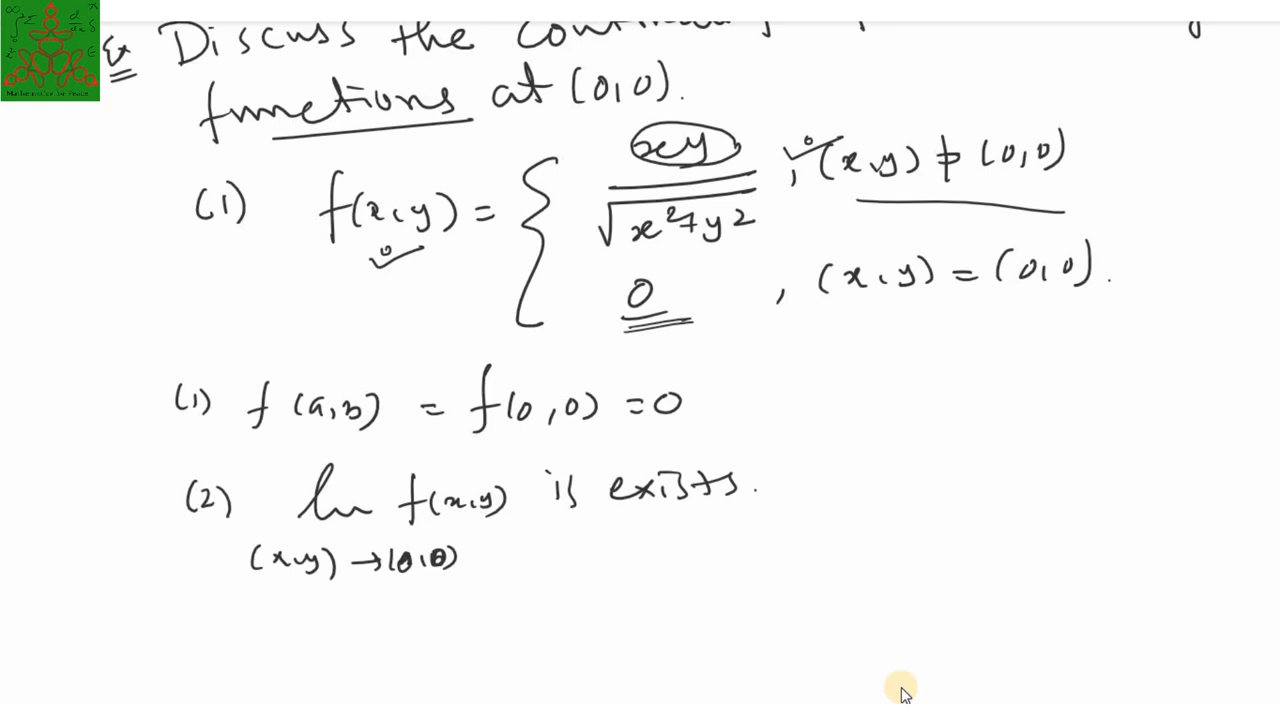 Ex Discuss the
functions at (0,0).
(1) f(x,y) = { xy / √x²+y² , (x,y) ≠ (0,0)
0 , (x,y) = (0,0).
(1) f(a,b) = f(0,0) = 0
(2) lim f(x,y) is exists.
(x,y) → (0,0)